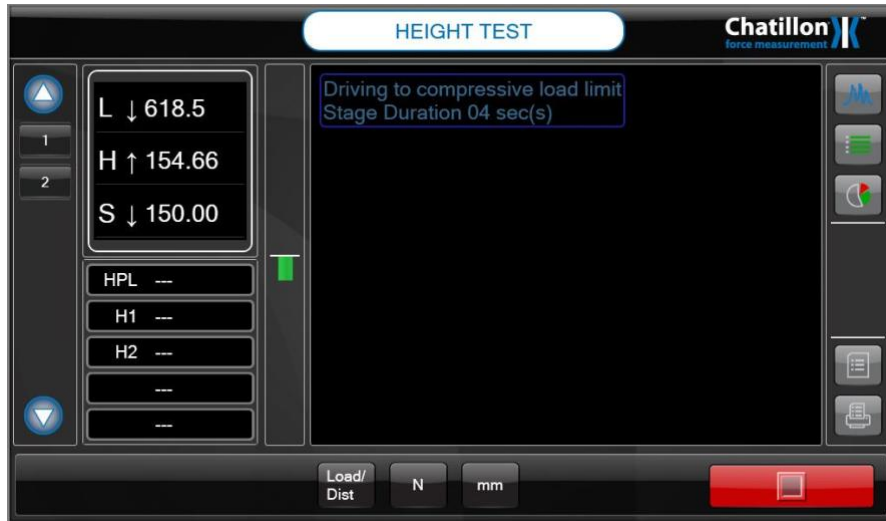 HEIGHT TEST
Chatillon
force measurement
1
2
L ↓ 618.5
H ↑ 154.66
S ↓ 150.00
HPL ---
H1 ---
H2 ---
---
---
Driving to compressive load limit
Stage Duration 04 sec(s)
Load/
Dist
N
mm